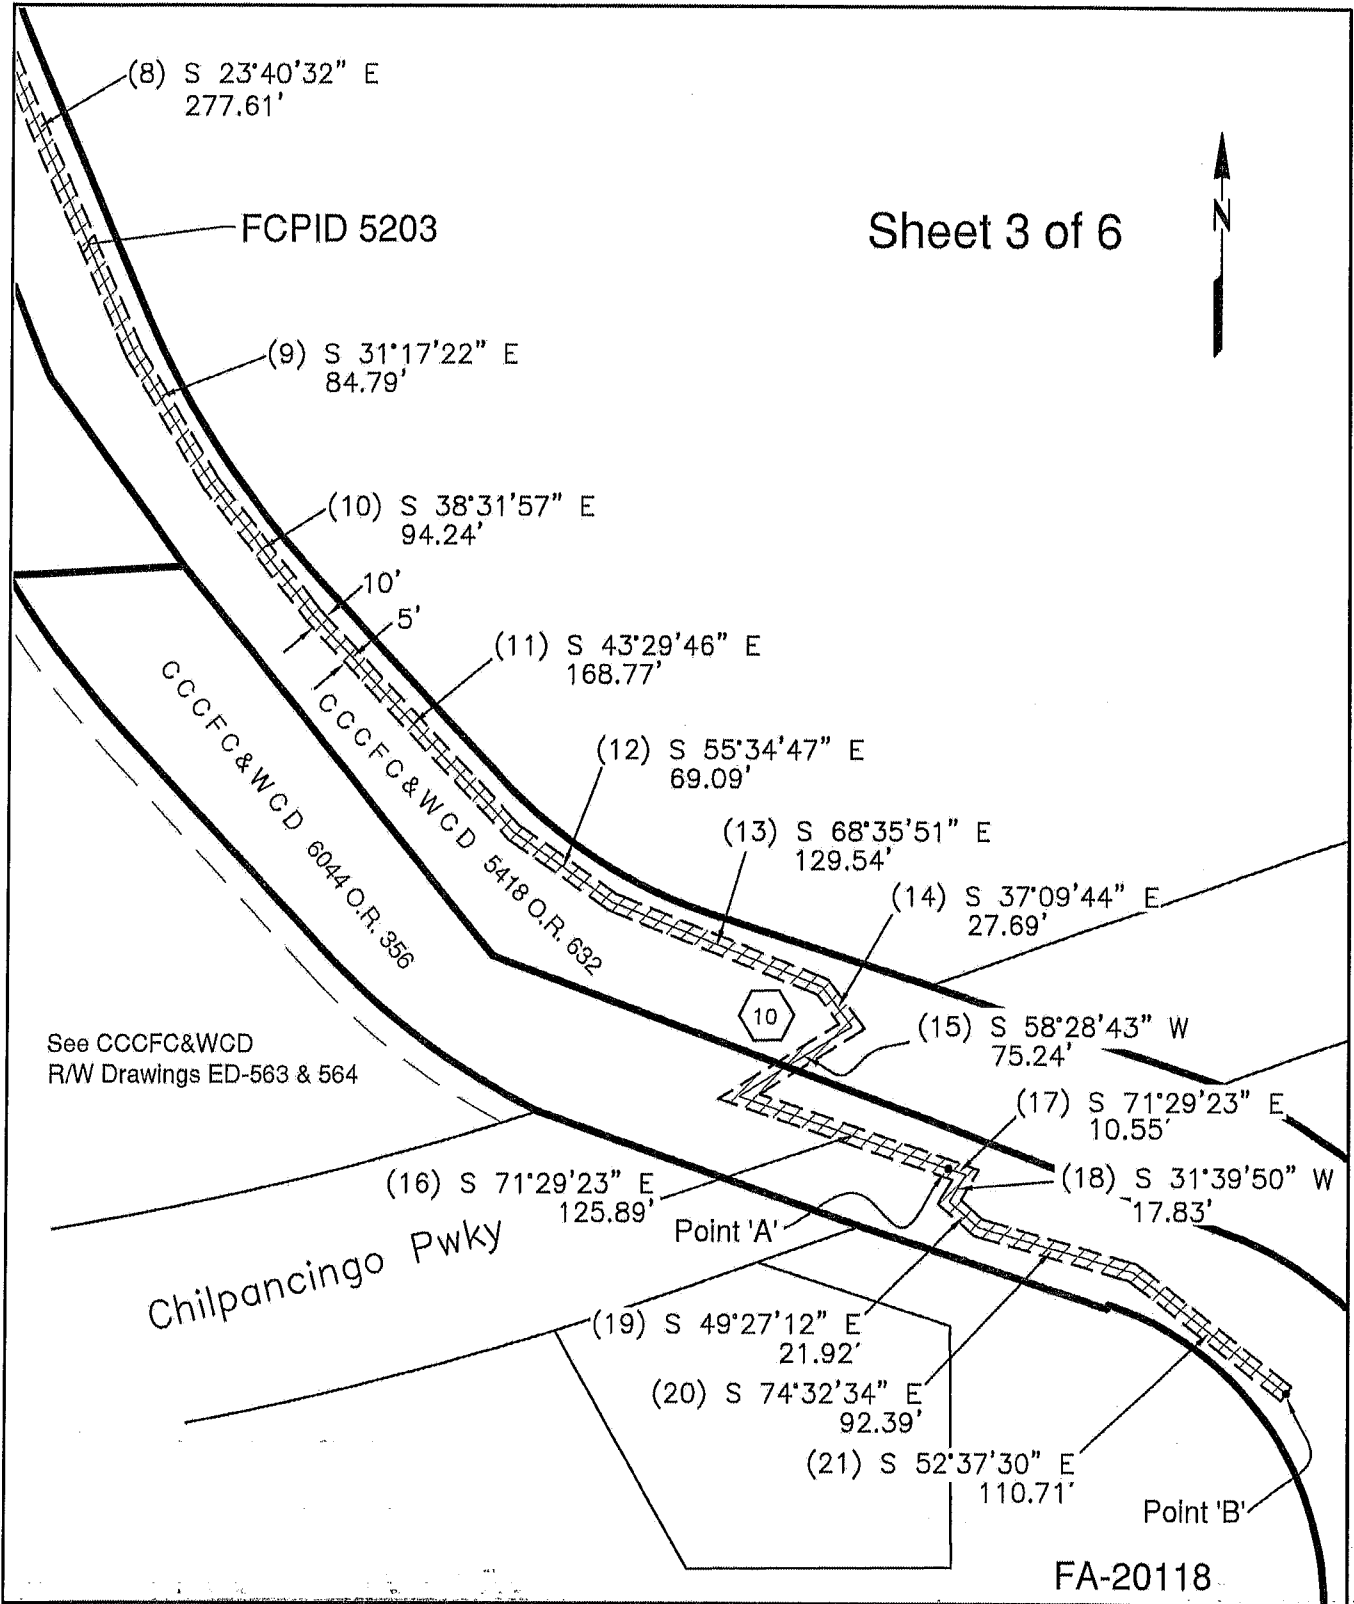 (8) S 23°40'32" E
277.61'
FCPID 5203
Sheet 3 of 6
N
(9) S 31°17'22" E
84.79'
(10) S 38°31'57" E
94.24'
10'
5'
(11) S 43°29'46" E
168.77'
CCCFC&WCD 6044 O.R. 356
CCCFC&WCD 5418 O.R. 632
(12) S 55°34'47" E
69.09'
(13) S 68°35'51" E
129.54'
(14) S 37°09'44" E
27.69'
10
(15) S 58°28'43" W
75.24'
See CCCFC&WCD
R/W Drawings ED-563 & 564
(17) S 71°29'23" E
10.55'
(16) S 71°29'23" E
125.89'
(18) S 31°39'50" W
17.83'
Point 'A'
Chilpancingo Pwky
(19) S 49°27'12" E
21.92'
(20) S 74°32'34" E
92.39'
(21) S 52°37'30" E
110.71'
Point 'B'
FA-20118